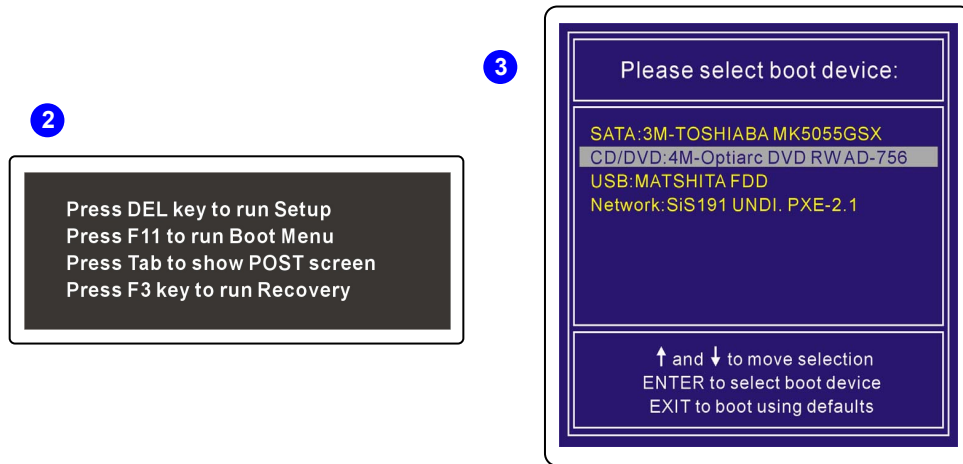 2
Press DEL key to run Setup
Press F11 to run Boot Menu
Press Tab to show POST screen
Press F3 key to run Recovery
3
Please select boot device:
SATA:3M-TOSHIABA MK5055GSX
CD/DVD:4M-Optiarc DVD RW AD-756
USB:MATSHITA FDD
Network:SiS191 UNDI. PXE-2.1
↑ and ↓ to move selection
ENTER to select boot device
EXIT to boot using defaults